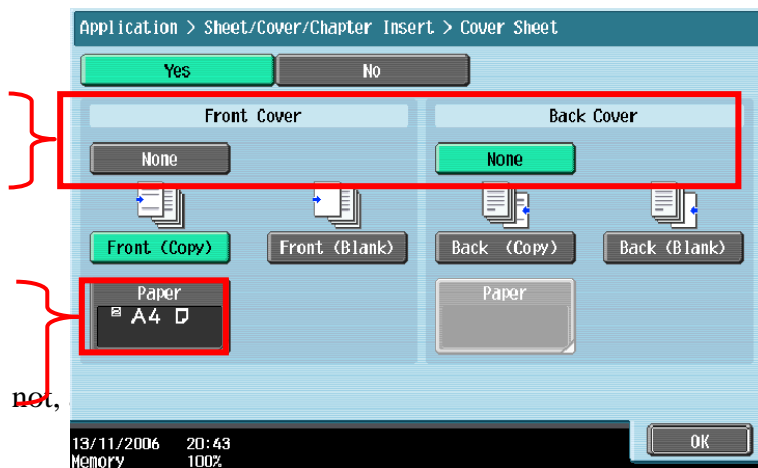 Application > Sheet/Cover/Chapter Insert > Cover Sheet
Yes No
Front Cover Back Cover
None None
Front (Copy) Front (Blank) Back (Copy) Back (Blank)
Paper Paper
A4
not,
13/11/2006 20:43 OK
Memory 100%